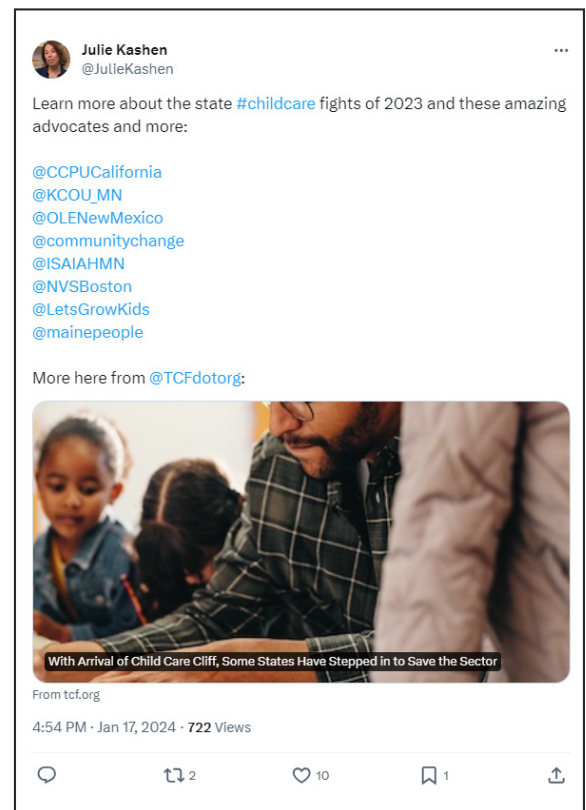 Julie Kashen
@JulieKashen
Learn more about the state #childcare fights of 2023 and these amazing
advocates and more:
@CCPUCalifornia
@KCOU_MN
@OLENewMexico
@communitychange
@ISAIAHMN
@NVSBoston
@LetsGrowKids
@mainepeople
More here from @TCFdotorg:
With Arrival of Child Care Cliff, Some States Have Stepped in to Save the Sector
From tcf.org
4:54 PM · Jan 17, 2024 · 722 Views
2 10 1